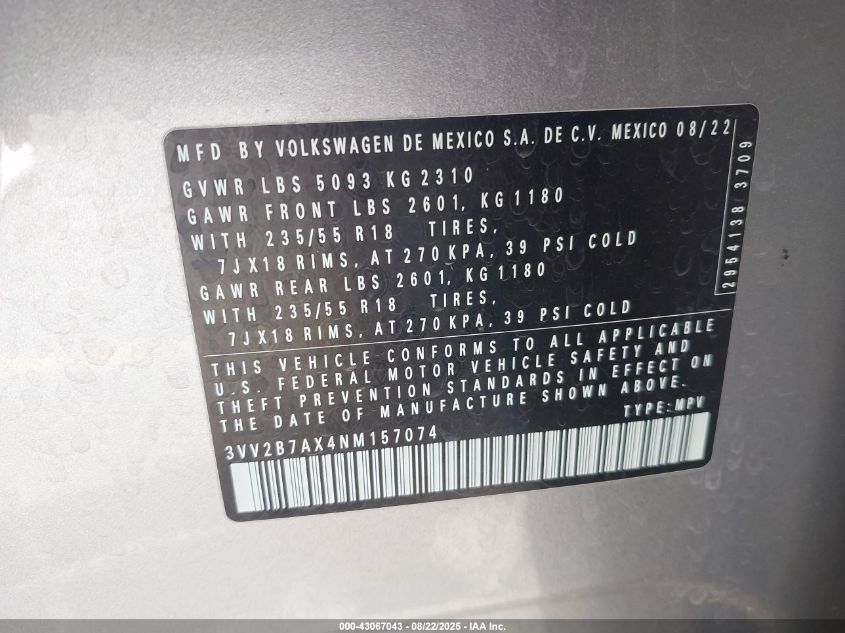 MFD BY VOLKSWAGEN DE MEXICO S.A. DE C.V. MEXICO 08/22
GVWR LBS 5093 KG 2310
GAWR FRONT LBS 2601, KG 1180
WITH 235/55 R18 TIRES,
7JX18 RIMS, AT 270 KPA, 39 PSI COLD
GAWR REAR LBS 2601, KG 1180
WITH 235/55 R18 TIRES,
7JX18 RIMS, AT 270 KPA, 39 PSI COLD
2954138 3709
THIS VEHICLE CONFORMS TO ALL APPLICABLE
U.S. FEDERAL MOTOR VEHICLE SAFETY AND
THEFT PREVENTION STANDARDS IN EFFECT ON
THE DATE OF MANUFACTURE SHOWN ABOVE.
TYPE: MPV
3VV2B7AX4NM157074
000-43067043 - 08/22/2025 - IAA Inc.